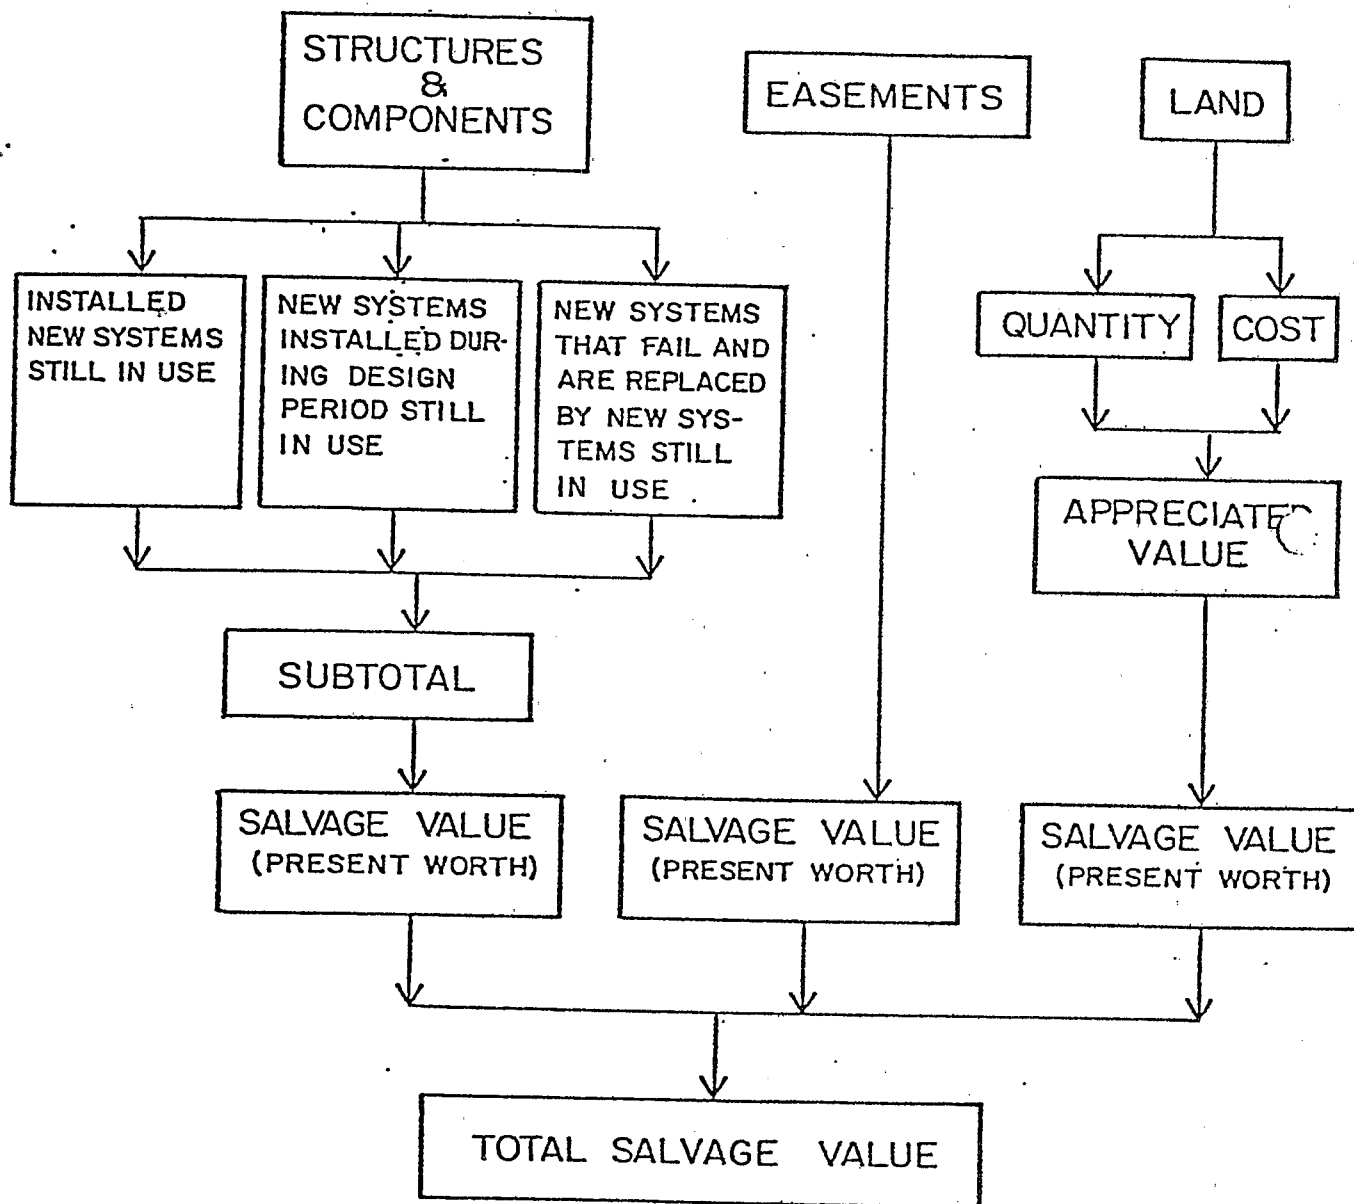 STRUCTURES
&
COMPONENTS
EASEMENTS
LAND
INSTALLED
NEW SYSTEMS
STILL IN USE
NEW SYSTEMS
INSTALLED DUR-
ING DESIGN
PERIOD STILL
IN USE
NEW SYSTEMS
THAT FAIL AND
ARE REPLACED
BY NEW SYS-
TEMS STILL
IN USE
QUANTITY
COST
APPRECIATED
VALUE
SUBTOTAL
SALVAGE VALUE
(PRESENT WORTH)
SALVAGE VALUE
(PRESENT WORTH)
SALVAGE VALUE
(PRESENT WORTH)
TOTAL SALVAGE VALUE